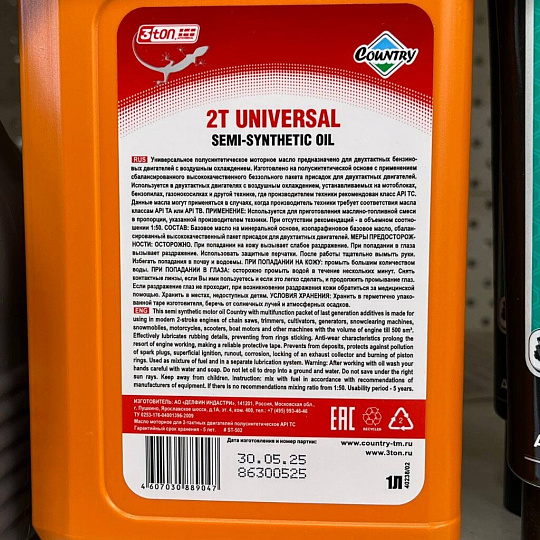 3ton
COUNTRY
2T UNIVERSAL
SEMI-SYNTHETIC OIL
RUS Универсальное полусинтетическое моторное масло предназначено для двухтактных бензино-
вых двигателей с воздушным охлаждением. Изготовлено на полусинтетической основе с применением
сбалансированного высококачественного беззольного пакета присадок для двухтактных двигателей.
Используется в двухтактных двигателях с воздушным охлаждением, устанавливаемых на мотоблоках,
бензопилах, газонокосилках и другой технике, где производителем техники рекомендован класс API TC.
Данные масла могут применяться в случаях, когда производитель техники требует соответствия масла
классам API TA или API TB. ПРИМЕНЕНИЕ: Используется для приготовления масляно-топливной смеси
в пропорции, указанной производителем техники. При отсутствии рекомендаций - в объемном соотно-
шении 1:50. СОСТАВ: Базовое масло на минеральной основе, изопарафиновое базовое масло, сбалан-
сированный высококачественный пакет присадок для двухтактных двигателей. МЕРЫ ПРЕДОСТОРОЖ-
НОСТИ: ОСТОРОЖНО. При попадании на кожу вызывает слабое раздражение. При попадании в глаза
вызывает раздражение. Использовать защитные перчатки. После работы тщательно вымыть руки.
Избегать попадания в почву и водоемы. ПРИ ПОПАДАНИИ НА КОЖУ: промыть большим количеством
воды. ПРИ ПОПАДАНИИ В ГЛАЗА: осторожно промыть водой в течение нескольких минут. Снять
контактные линзы, если Вы ими пользуетесь и если это легко сделать, и продолжить промывание глаз.
Если раздражение глаз не проходит, при возникновении раздражения кожи обратиться за медицинской
помощью. Хранить в местах, недоступных детям. УСЛОВИЯ ХРАНЕНИЯ: Хранить в герметично упако-
ванной таре изготовителя, беречь от солнечных лучей и атмосферных осадков.
ENG This semi synthetic motor oil Country with multifunction packet of last generation additives is made for
using in modern 2-stroke engines of chain saws, trimmers, cultivators, generators, snowclearing machines,
snowmobiles, motorcycles, scooters, boat motors and other machines with the volume of engine till 500 sm³.
Effectively lubricates rubbing details, preventing from rings sticking. Anti-wear characteristics prolong the
resort of engine working, making a reliable protective tape. Prevents from deposits, protects against pollution
of spark plugs, superficial ignition, runout, corrosion, locking of an exhaust collector and burning of piston
rings. Used as mixture of fuel and in a separate lubrication system. Warning: After working with oil wash your
hands careful with water and soap. Do not let oil to drop into a ground and water. Do not save under the right
sun rays. Keep away from children. Instruction: mix with fuel in accordance with recommendations of
manufacturers of equipment. If there is no recommendations mixing ratio from 1:50. Usability period - 5 years.
ИЗГОТОВИТЕЛЬ: АО «ДЕЛФИН ИНДАСТРИ», 141201, Россия, Московская обл.,
г. Пушкино, Ярославское шоссе, д.1А, эт. 4, ков. 400, тел. +7 (495) 993-46-46
ТУ 0253-176-04001396-2009
Масло моторное для 2-тактных двигателей полусинтетическое API TC
Гарантийный срок хранения - 5 лет. # ST-502
EAC
RECYCLABLE
2
Дата изготовления и номер партии:
30.05.25
86300525
www.country-tm.ru
www.3ton.ru
1Л
40238/02
4 607030 889047